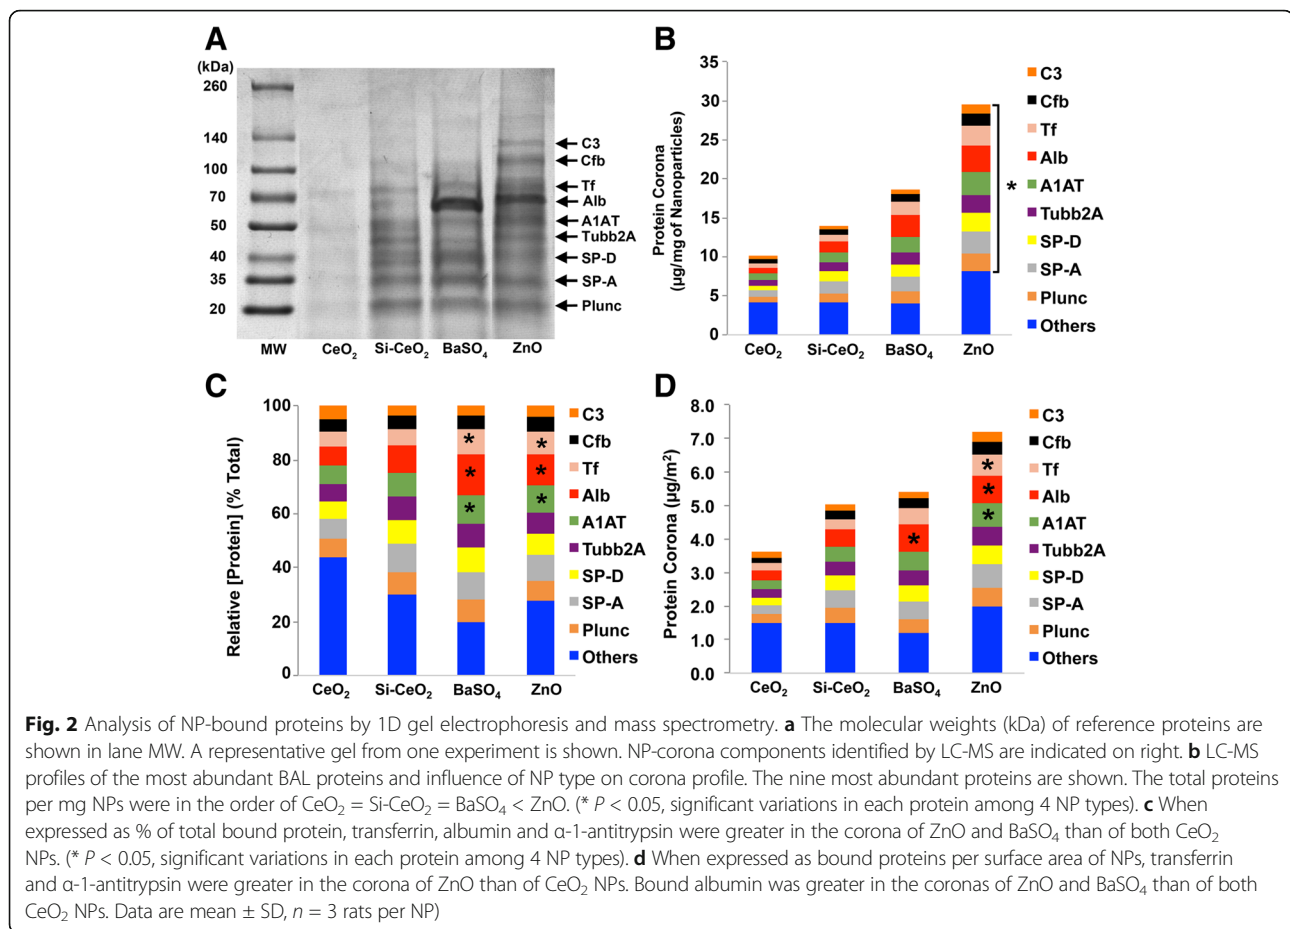 A
(kDa)
260
140
100
70
50
40
35
20
C3
Cfb
Tf
Alb
A1AT
Tubb2A
SP-D
SP-A
Plunc
MW CeO2 Si-CeO2 BaSO4 ZnO
B
Protein Corona
(µg/mg of Nanoparticles)
35
30
25
20
15
10
5
0
*
CeO2 Si-CeO2 BaSO4 ZnO
C3
Cfb
Tf
Alb
A1AT
Tubb2A
SP-D
SP-A
Plunc
Others
C
Relative [Protein] (% Total)
100
80
60
40
20
0
* *
* *
* *
CeO2 Si-CeO2 BaSO4 ZnO
C3
Cfb
Tf
Alb
A1AT
Tubb2A
SP-D
SP-A
Plunc
Others
D
Protein Corona (µg/m2)
8.0
7.0
6.0
5.0
4.0
3.0
2.0
1.0
0.0
*
*
*
*
CeO2 Si-CeO2 BaSO4 ZnO
C3
Cfb
Tf
Alb
A1AT
Tubb2A
SP-D
SP-A
Plunc
Others
Fig. 2 Analysis of NP-bound proteins by 1D gel electrophoresis and mass spectrometry. a The molecular weights (kDa) of reference proteins are
shown in lane MW. A representative gel from one experiment is shown. NP-corona components identified by LC-MS are indicated on right. b LC-MS
profiles of the most abundant BAL proteins and influence of NP type on corona profile. The nine most abundant proteins are shown. The total proteins
per mg NPs were in the order of CeO2 = Si-CeO2 = BaSO4 < ZnO. (* P < 0.05, significant variations in each protein among 4 NP types). c When
expressed as % of total bound protein, transferrin, albumin and α-1-antitrypsin were greater in the corona of ZnO and BaSO4 than of both CeO2
NPs. (* P < 0.05, significant variations in each protein among 4 NP types). d When expressed as bound proteins per surface area of NPs, transferrin
and α-1-antitrypsin were greater in the corona of ZnO than of CeO2 NPs. Bound albumin was greater in the coronas of ZnO and BaSO4 than of both
CeO2 NPs. Data are mean ± SD, n = 3 rats per NP)